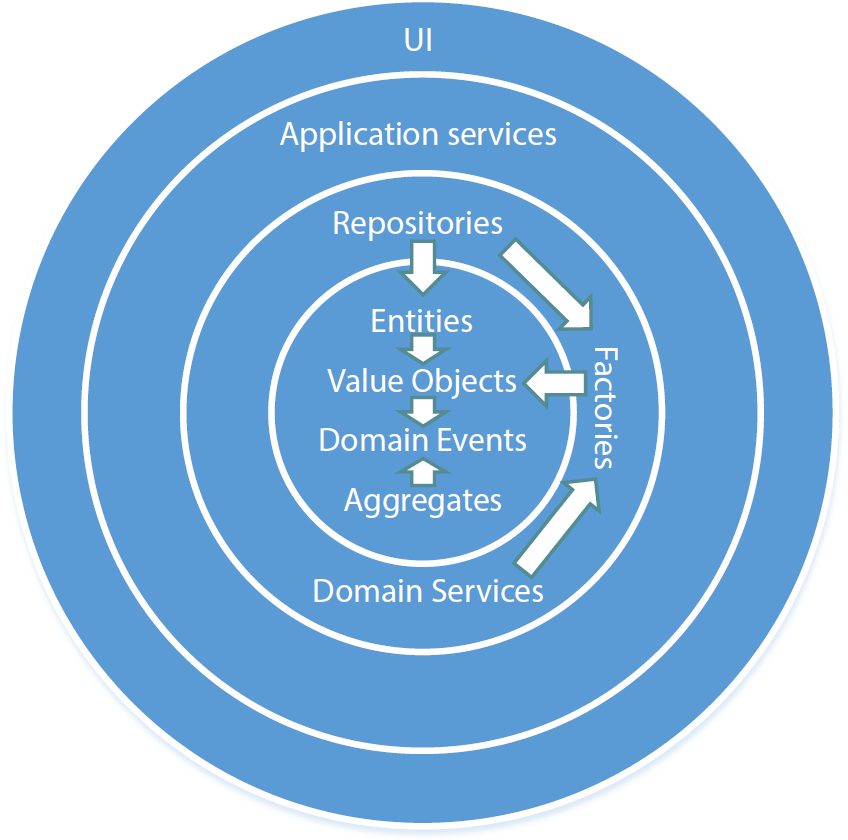 UI
Application services
Repositories
Entities
Value Objects
Domain Events
Aggregates
Factories
Domain Services